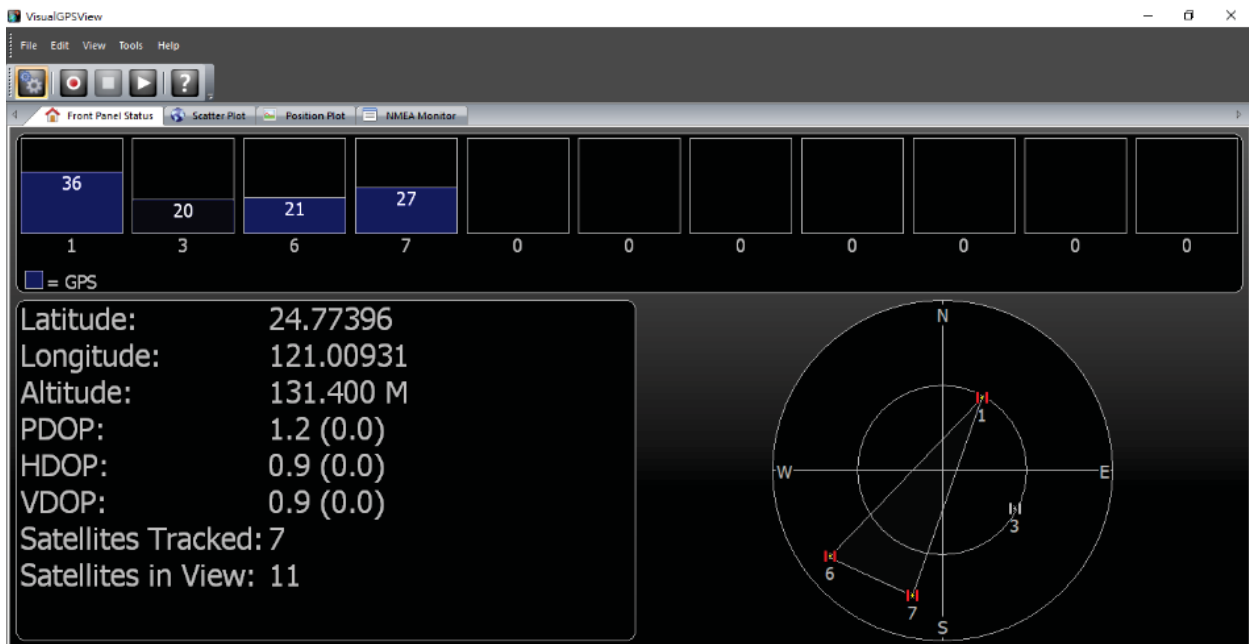 VisualGPSView
File Edit View Tools Help
Front Panel Status Scatter Plot Position Plot NMEA Monitor
36 20 21 27
1 3 6 7 0 0 0 0 0 0 0
= GPS
Latitude: 24.77396
Longitude: 121.00931
Altitude: 131.400 M
PDOP: 1.2 (0.0)
HDOP: 0.9 (0.0)
VDOP: 0.9 (0.0)
Satellites Tracked: 7
Satellites in View: 11
N
1
W E
3
6
7
S